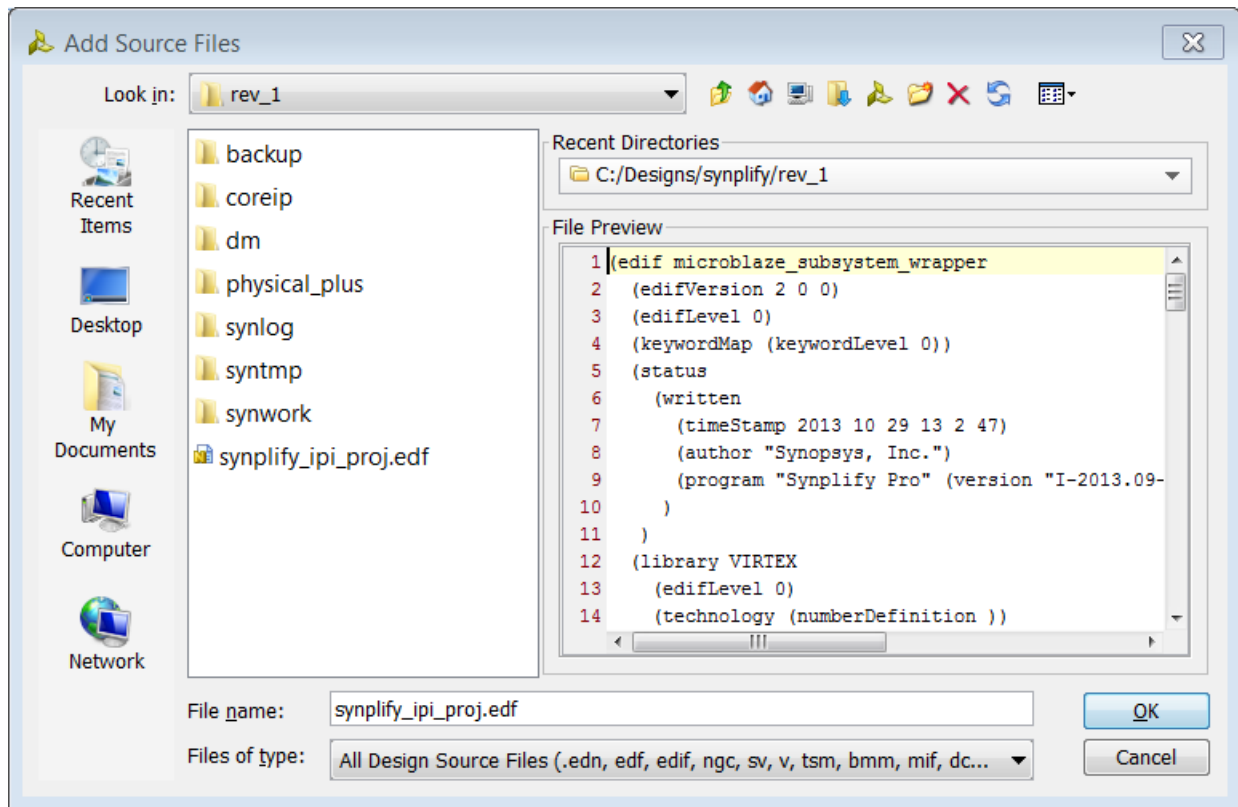 Add Source Files
Look in: rev_1
Recent Items
Desktop
My Documents
Computer
Network
backup
coreip
dm
physical_plus
synlog
syntmp
synwork
synplify_ipi_proj.edf
Recent Directories
C:/Designs/synplify/rev_1
File Preview
1 (edif microblaze_subsystem_wrapper
2 (edifVersion 2 0 0)
3 (edifLevel 0)
4 (keywordMap (keywordLevel 0))
5 (status
6 (written
7 (timeStamp 2013 10 29 13 2 47)
8 (author "Synopsys, Inc.")
9 (program "Synplify Pro" (version "I-2013.09-
10 )
11 )
12 (library VIRTEX
13 (edifLevel 0)
14 (technology (numberDefinition ))
File name: synplify_ipi_proj.edf
OK
Files of type: All Design Source Files (.edn, edf, edif, ngc, sv, v, tsm, bmm, mif, dc...
Cancel